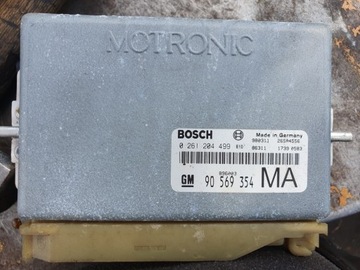 MOTRONIC
BOSCH Made in Germany
0 261 204 499
GM 90 569 354 MA